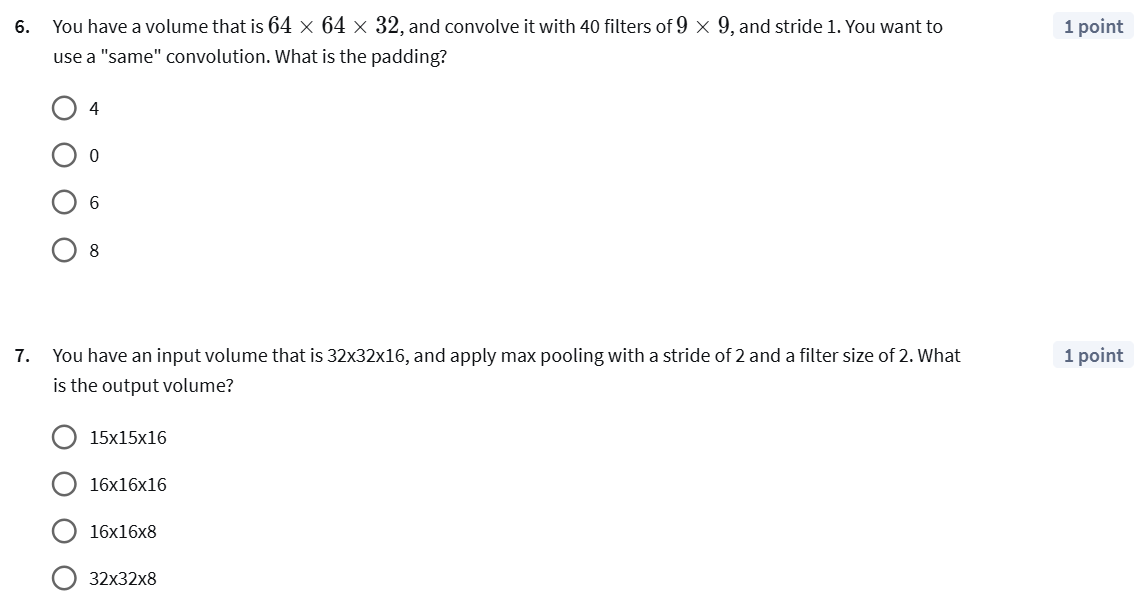 6. You have a volume that is 64 × 64 × 32, and convolve it with 40 filters of 9 × 9, and stride 1. You want to 1 point
use a "same" convolution. What is the padding?
4
0
6
8
7. You have an input volume that is 32x32x16, and apply max pooling with a stride of 2 and a filter size of 2. What 1 point
is the output volume?
15x15x16
16x16x16
16x16x8
32x32x8